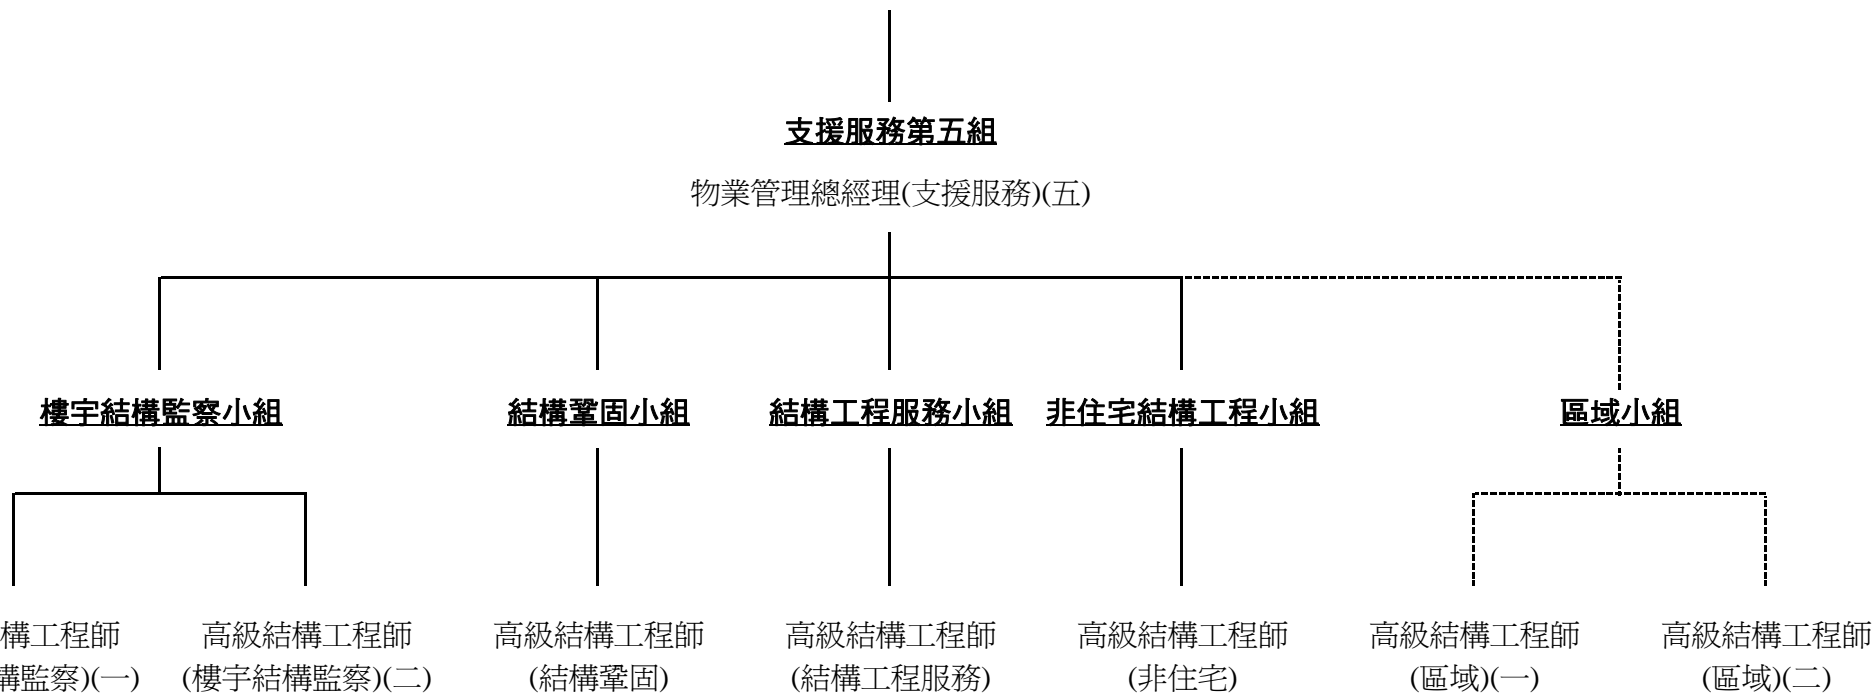 支援服務第五組
物業管理總經理(支援服務)(五)
樓宇結構監察小組
結構鞏固小組
結構工程服務小組
非住宅結構工程小組
區域小組
構工程師
構監察)(一)
高級結構工程師
(樓宇結構監察)(二)
高級結構工程師
(結構鞏固)
高級結構工程師
(結構工程服務)
高級結構工程師
(非住宅)
高級結構工程師
(區域)(一)
高級結構工程師
(區域)(二)